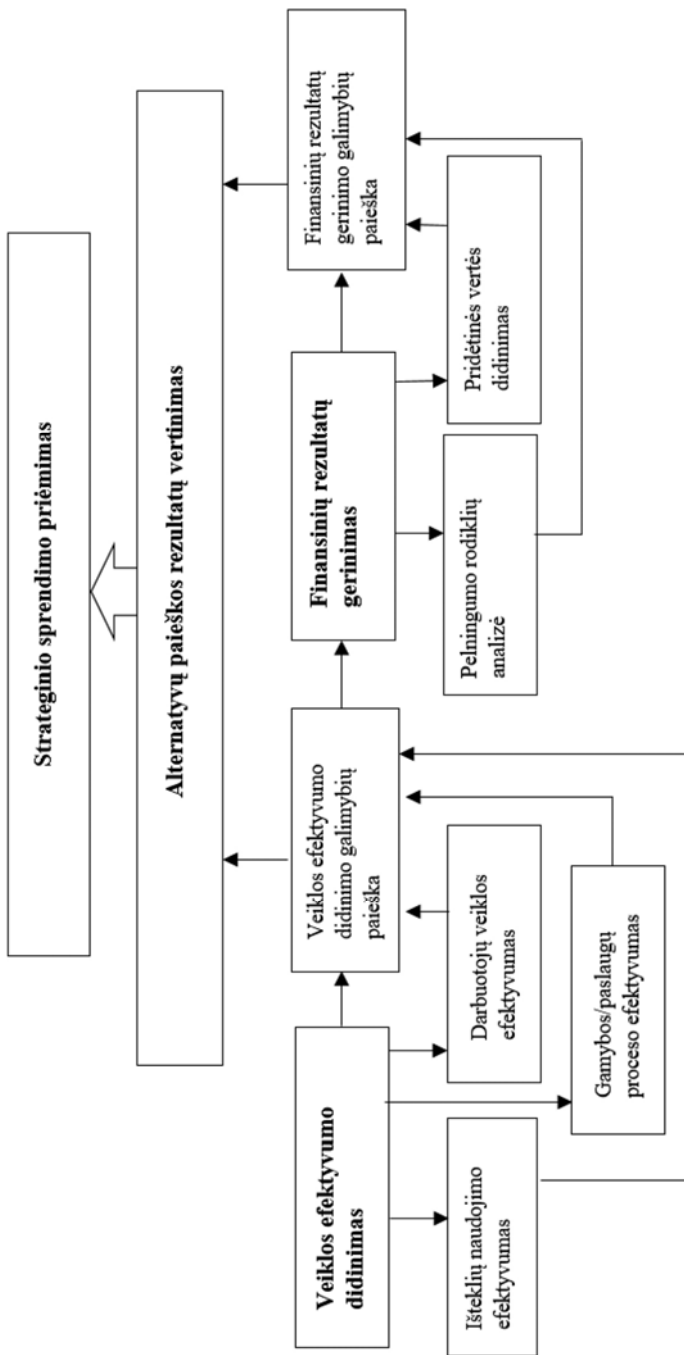 Strateginio sprendimo priėmimas
Alternatyvų paieškos rezultatų vertinimas
Veiklos efektyvumo
didinimas
Veiklos efektyvumo
didinimo galimybių
paieška
Finansinių rezultatų
gerinimas
Finansinių rezultatų
gerinimo galimybių
paieška
Išteklių naudojimo
efektyvumas
Darbuotojų veiklos
efektyvumas
Pelningumo rodiklių
analizė
Pridėtinės vertės
didinimas
Gamybos/paslaugų
proceso efektyvumas